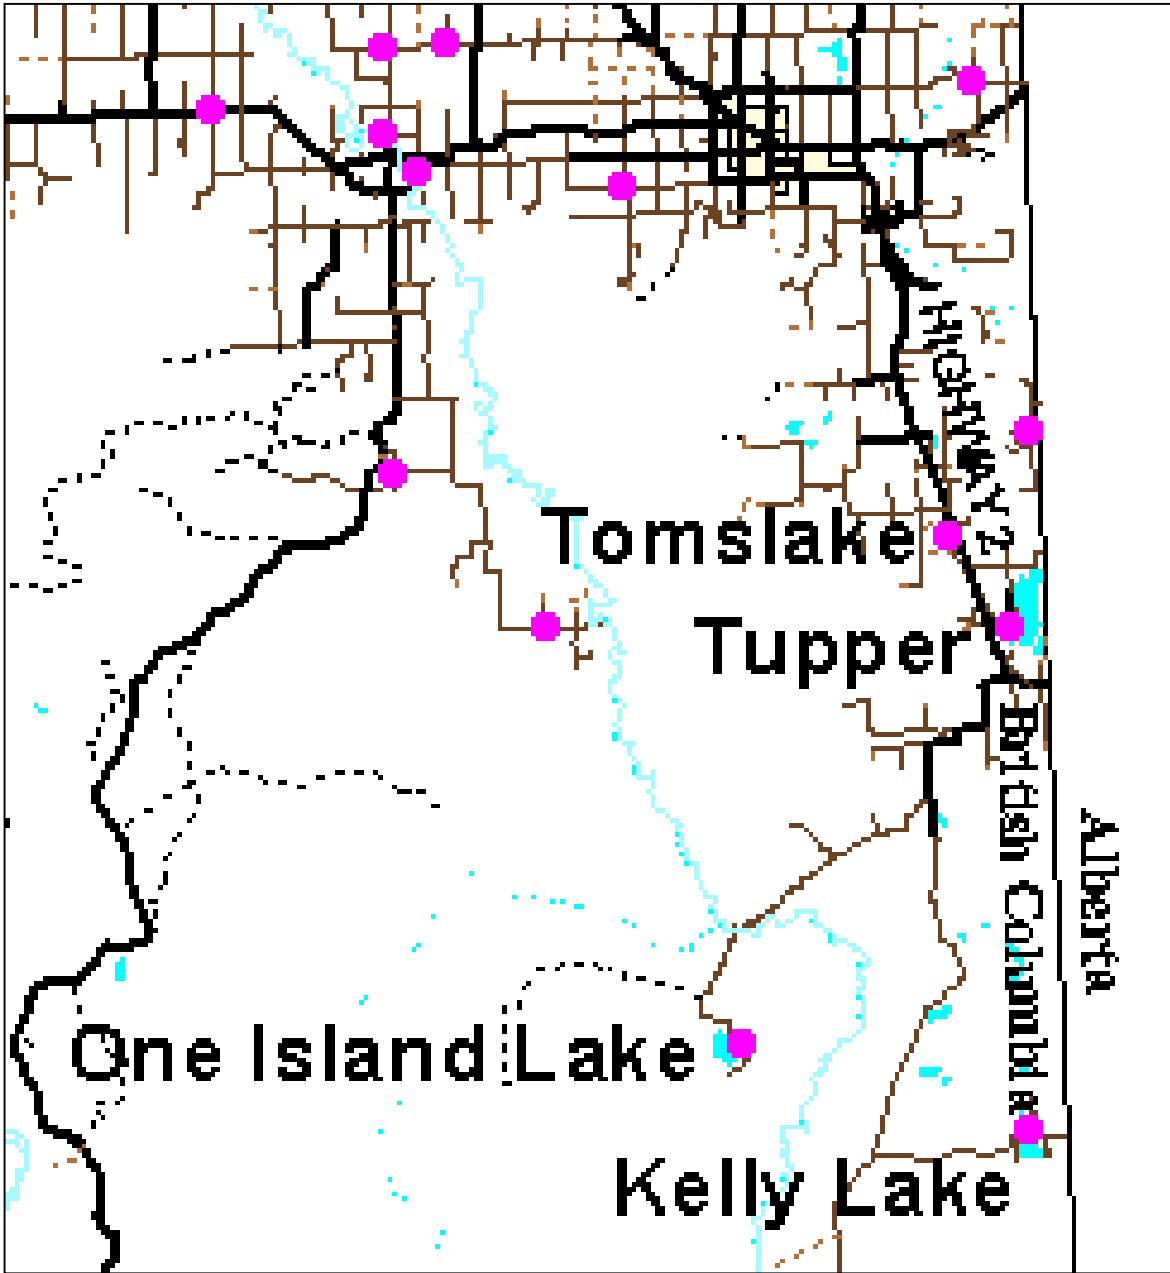 HIGHWAY 2
Tomslake
Tupper
British Columbia
Alberta
One Island Lake
Kelly Lake